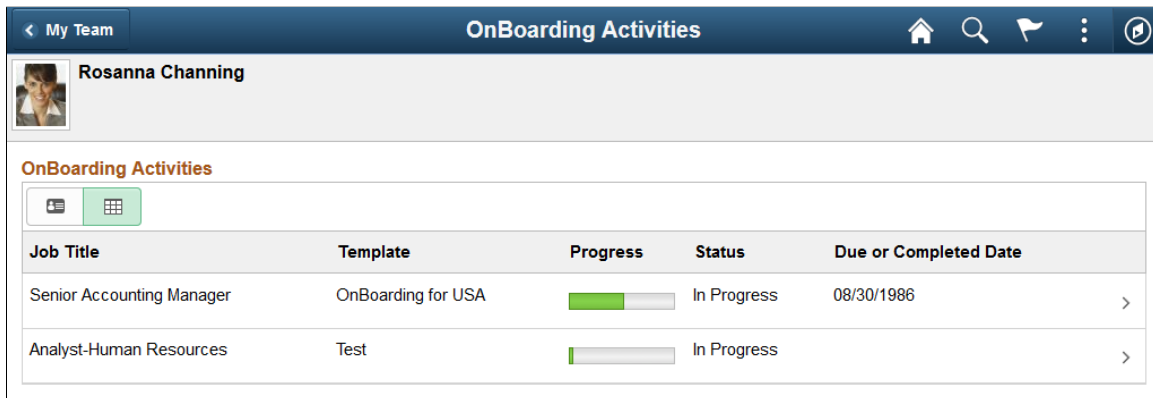 My Team OnBoarding Activities
Rosanna Channing
OnBoarding Activities
Job Title Template Progress Status Due or Completed Date
Senior Accounting Manager OnBoarding for USA In Progress 08/30/1986
Analyst-Human Resources Test In Progress